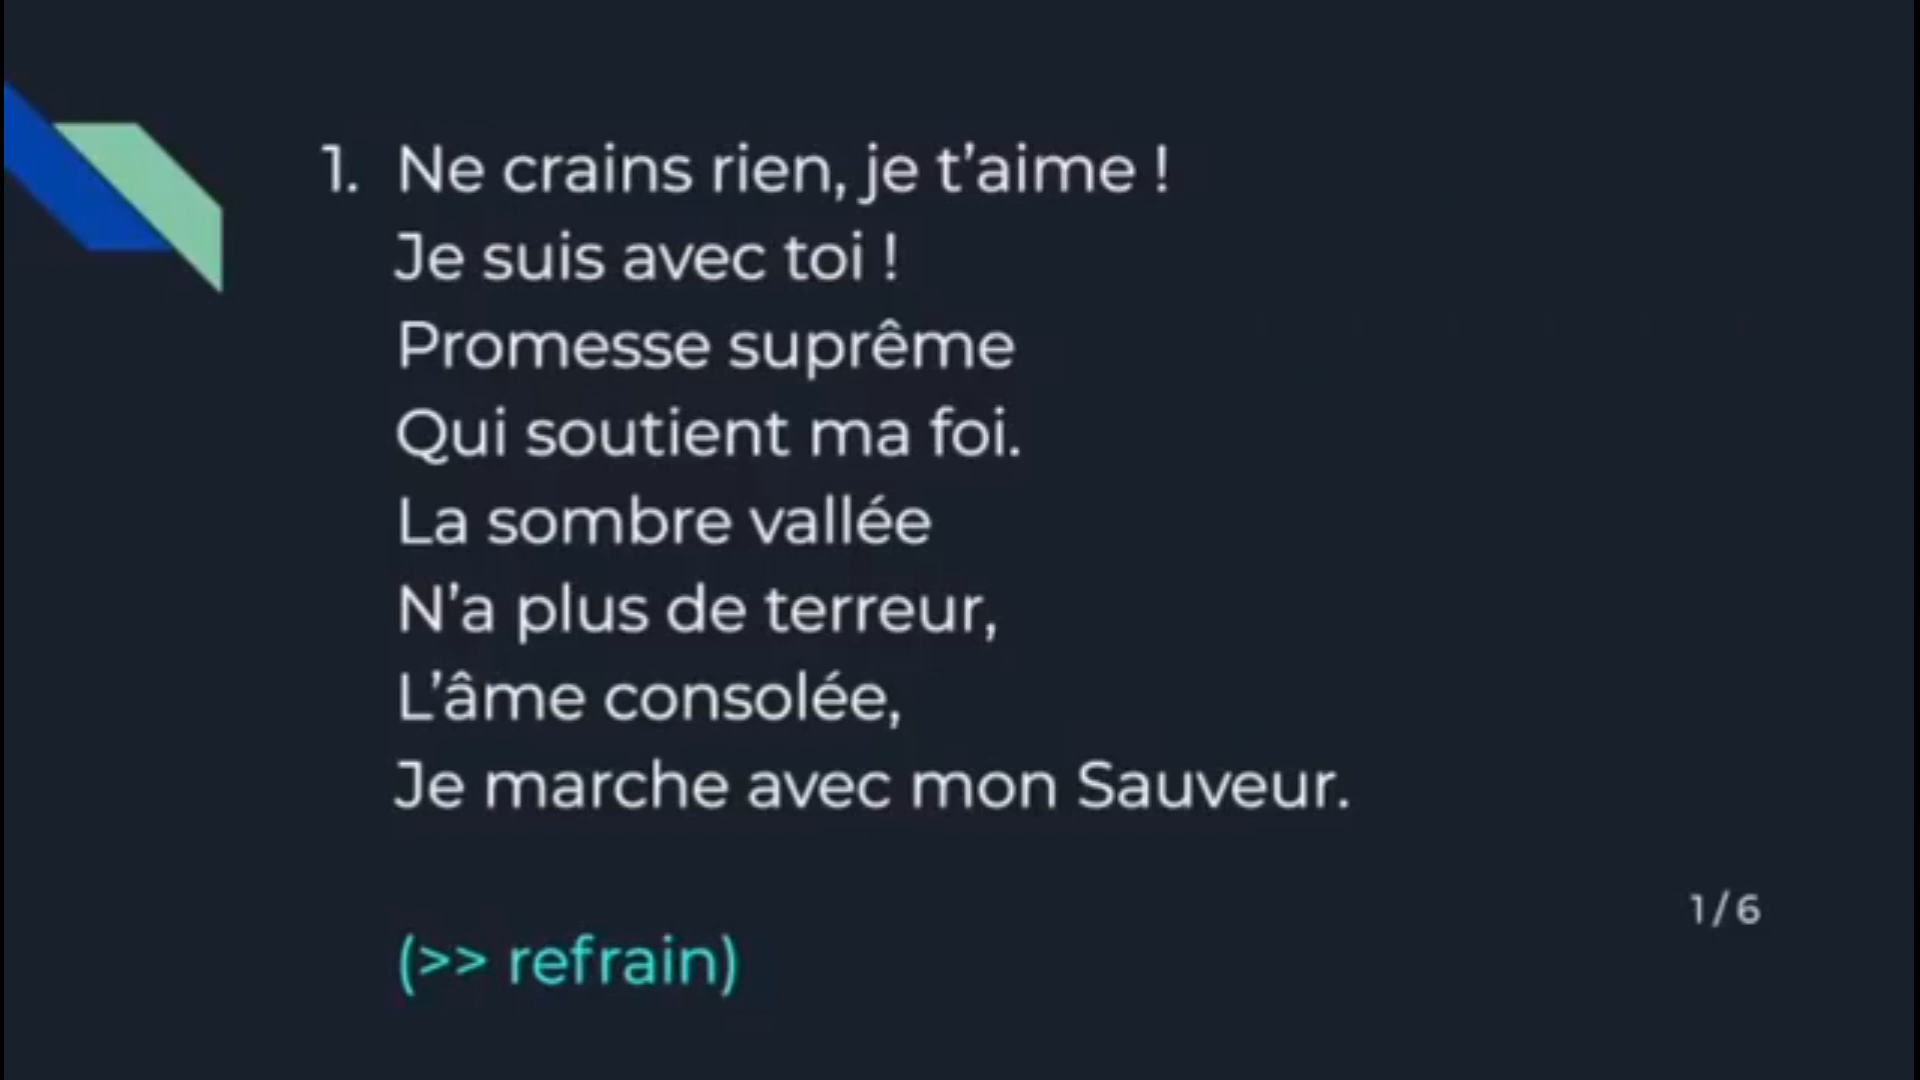 1. Ne crains rien, je t’aime !
Je suis avec toi !
Promesse suprême
Qui soutient ma foi.
La sombre vallée
N’a plus de terreur,
L’âme consolée,
Je marche avec mon Sauveur.
1 / 6
(>> refrain)